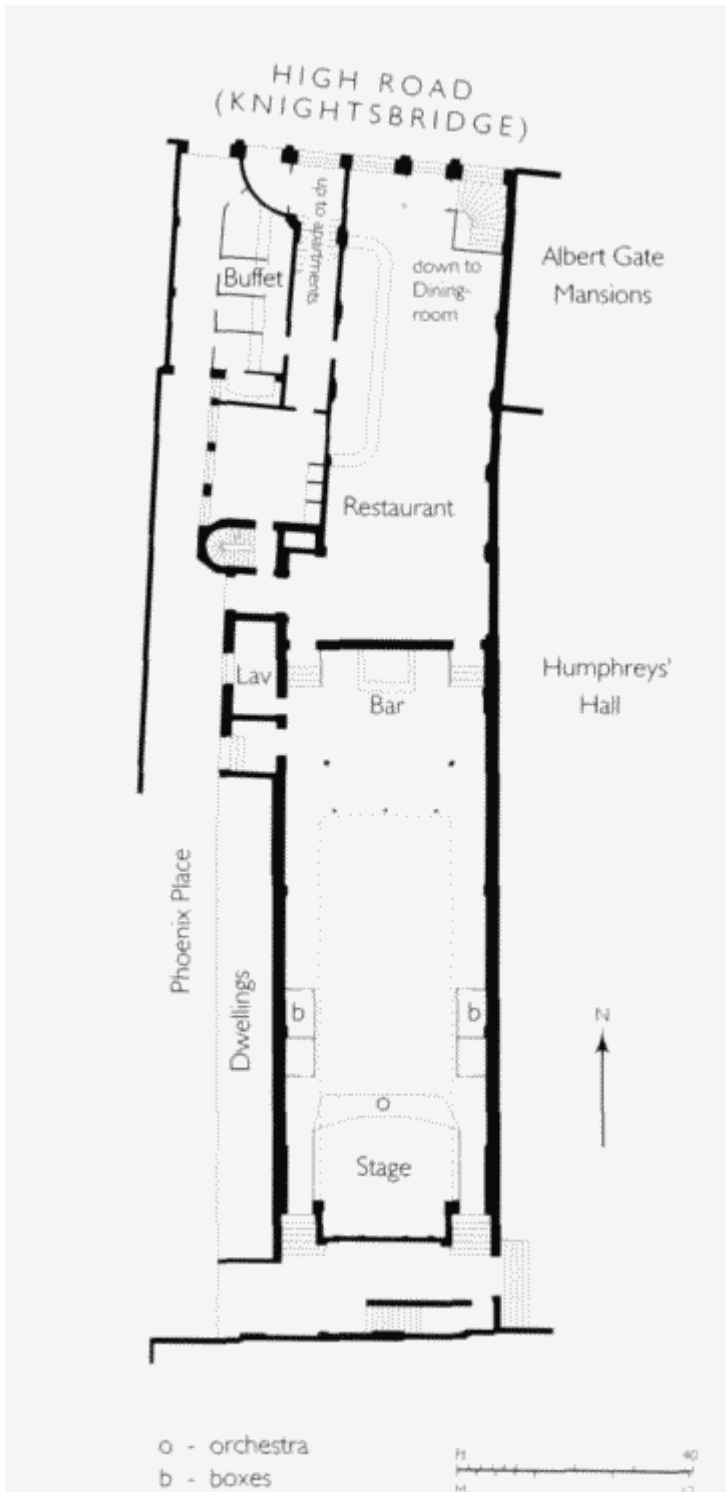 HIGH ROAD
(KNIGHTSBRIDGE)
up to apartments
Buffet
down to
Dining-
room
Albert Gate
Mansions
Restaurant
Lav
Bar
Humphreys'
Hall
Phoenix Place
Dwellings
b
b
N
o
Stage
o - orchestra
b - boxes
40